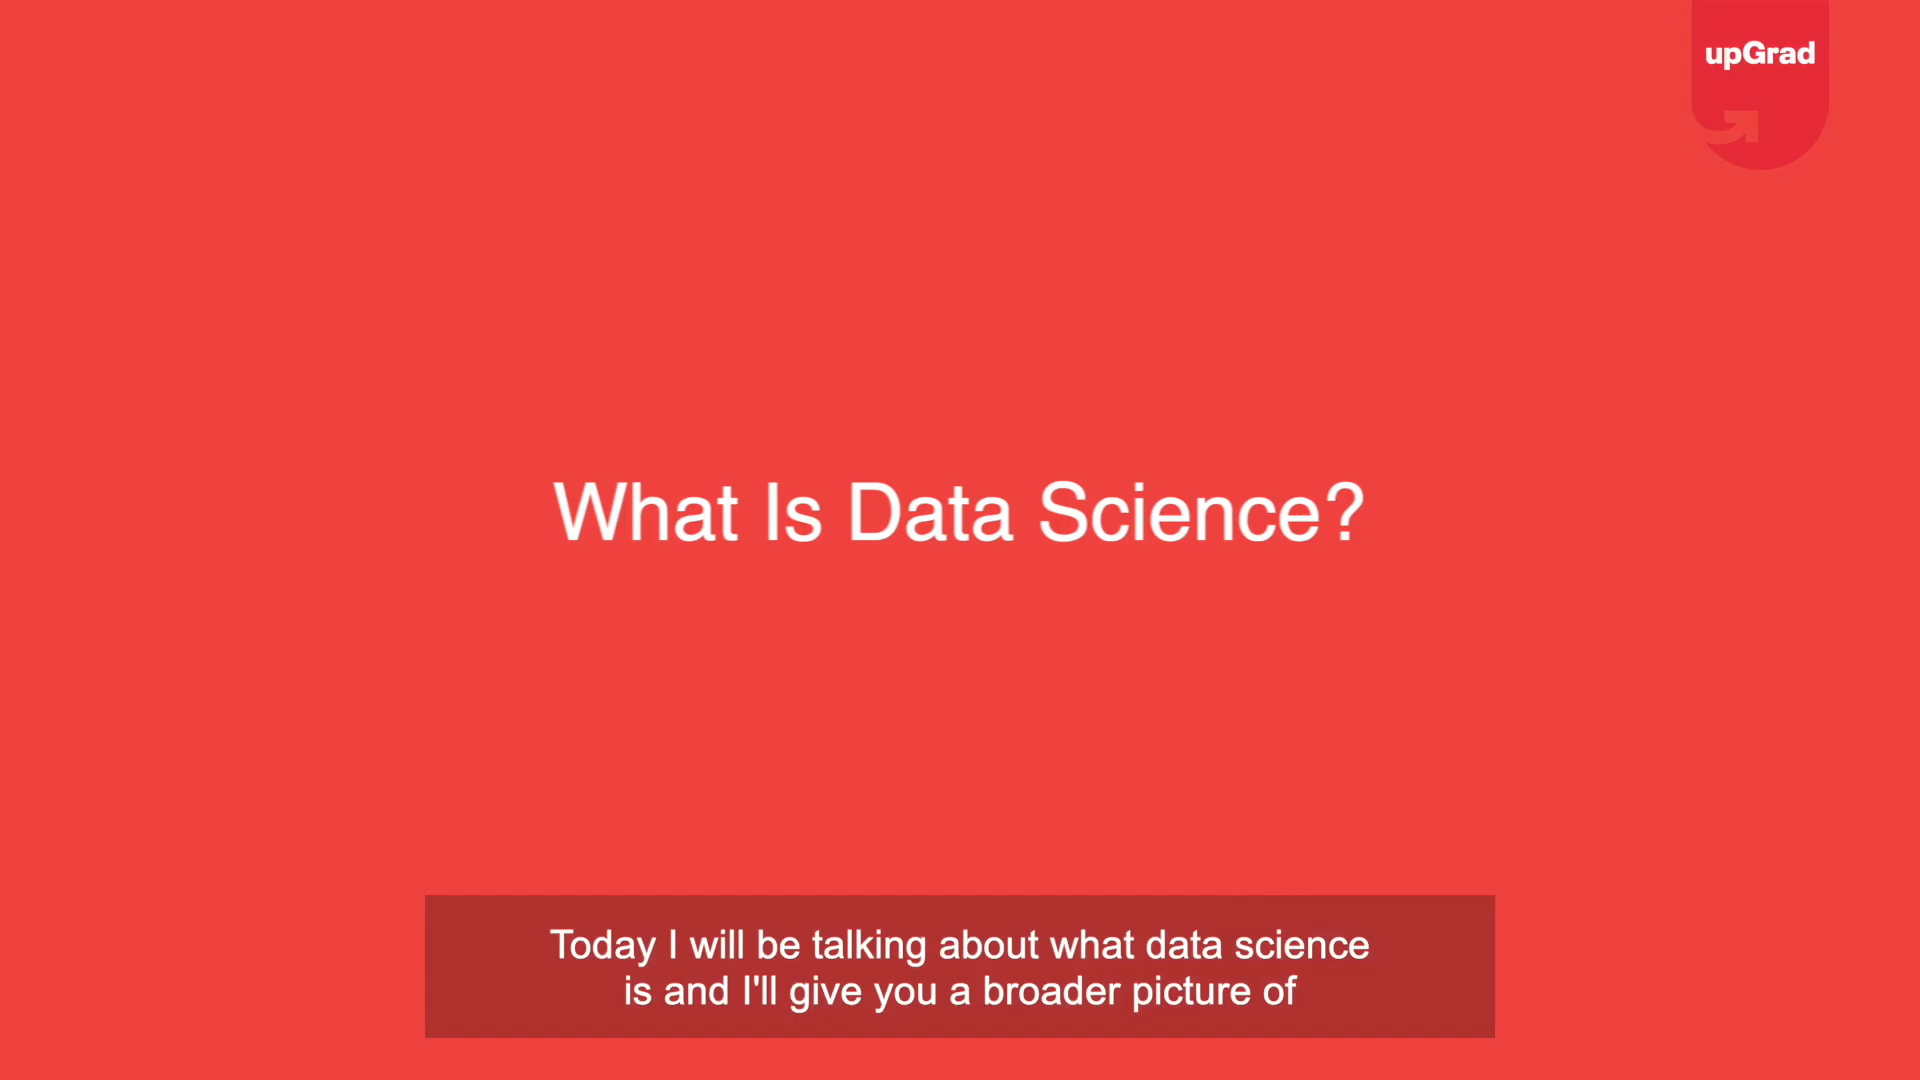 upGrad
What Is Data Science?
Today I will be talking about what data science
is and I'll give you a broader picture of